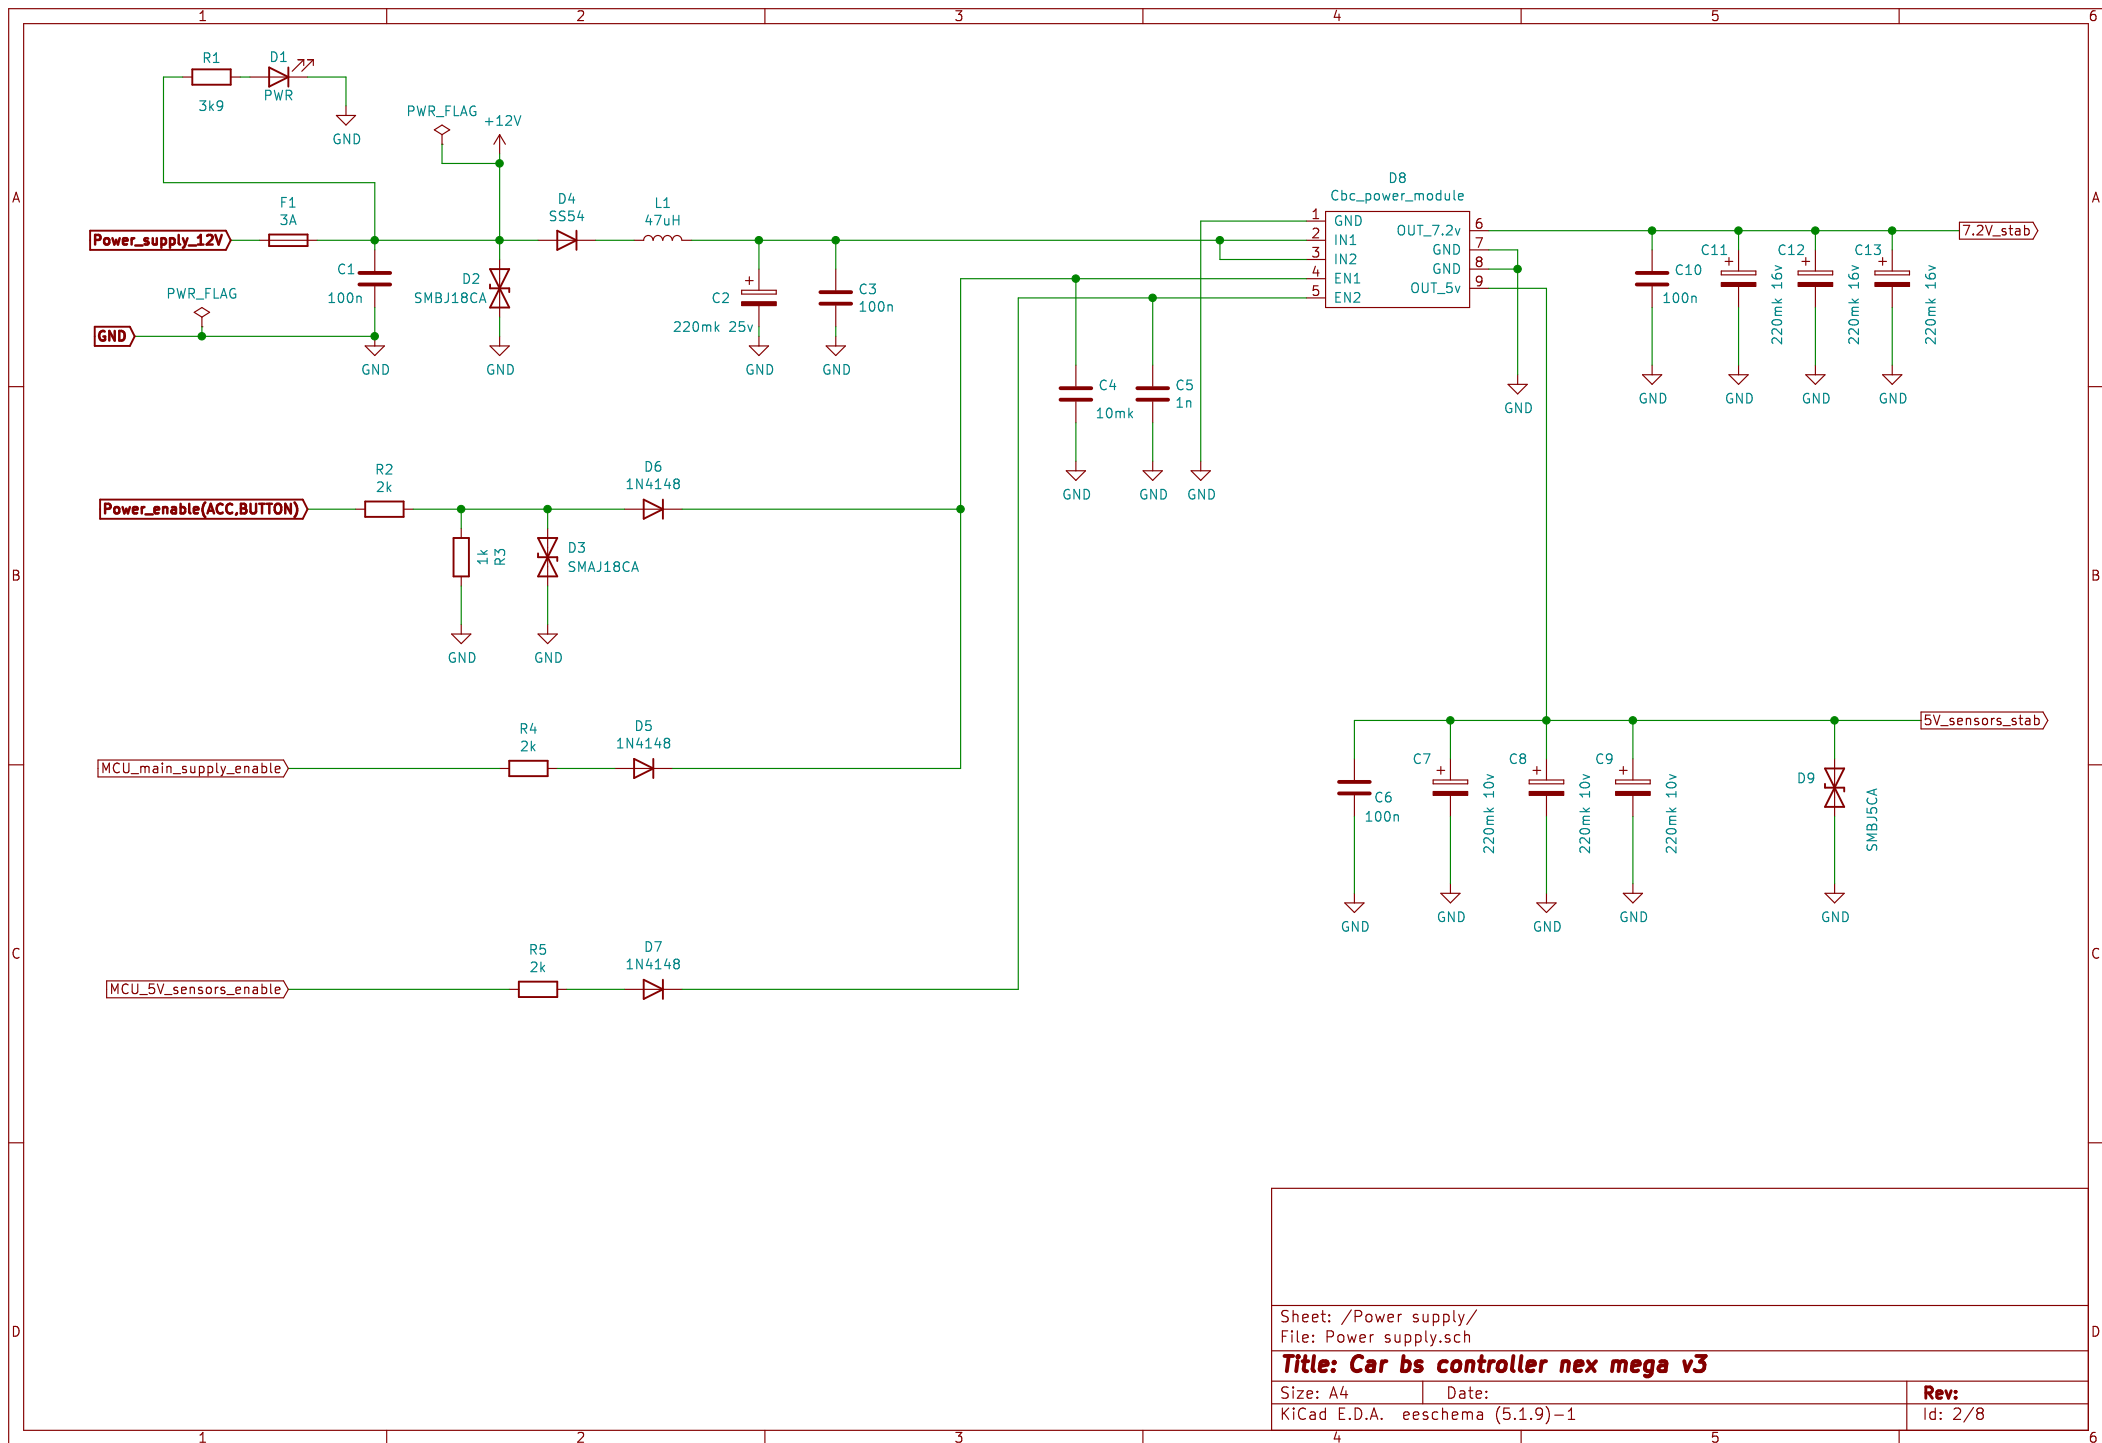 1 2 3 4 5 6
A
B
C
D
R1
3k9
D1
PWR
GND
PWR_FLAG
+12V
F1
3A
Power_supply_12V
D4
SS54
L1
47uH
C1
100n
D2
SMBJ18CA
PWR_FLAG
GND
GND
GND
C2
220mk 25v
GND
C3
100n
GND
D8
Cbc_power_module
1 GND
2 IN1
3 IN2
4 EN1
5 EN2
OUT_7.2v 6
GND 7
GND 8
OUT_5v 9
GND
7.2V_stab
C10
100n
GND
C11
220mk 16v
GND
C12
220mk 16v
GND
C13
220mk 16v
GND
C4
10mk
GND
C5
1n
GND
GND
Power_enable(ACC,BUTTON)
R2
2k
1k
R3
GND
D3
SMAJ18CA
GND
D6
1N4148
MCU_main_supply_enable
R4
2k
D5
1N4148
MCU_5V_sensors_enable
R5
2k
D7
1N4148
5V_sensors_stab
C6
100n
GND
C7
220mk 10v
GND
C8
220mk 10v
GND
C9
220mk 10v
GND
D9
SMBJ5CA
GND
A
B
C
D
Sheet: /Power supply/
File: Power supply.sch
Title: Car bs controller nex mega v3
Size: A4 Date: Rev:
KiCad E.D.A. eeschema (5.1.9)-1 Id: 2/8
1 2 3 4 5 6